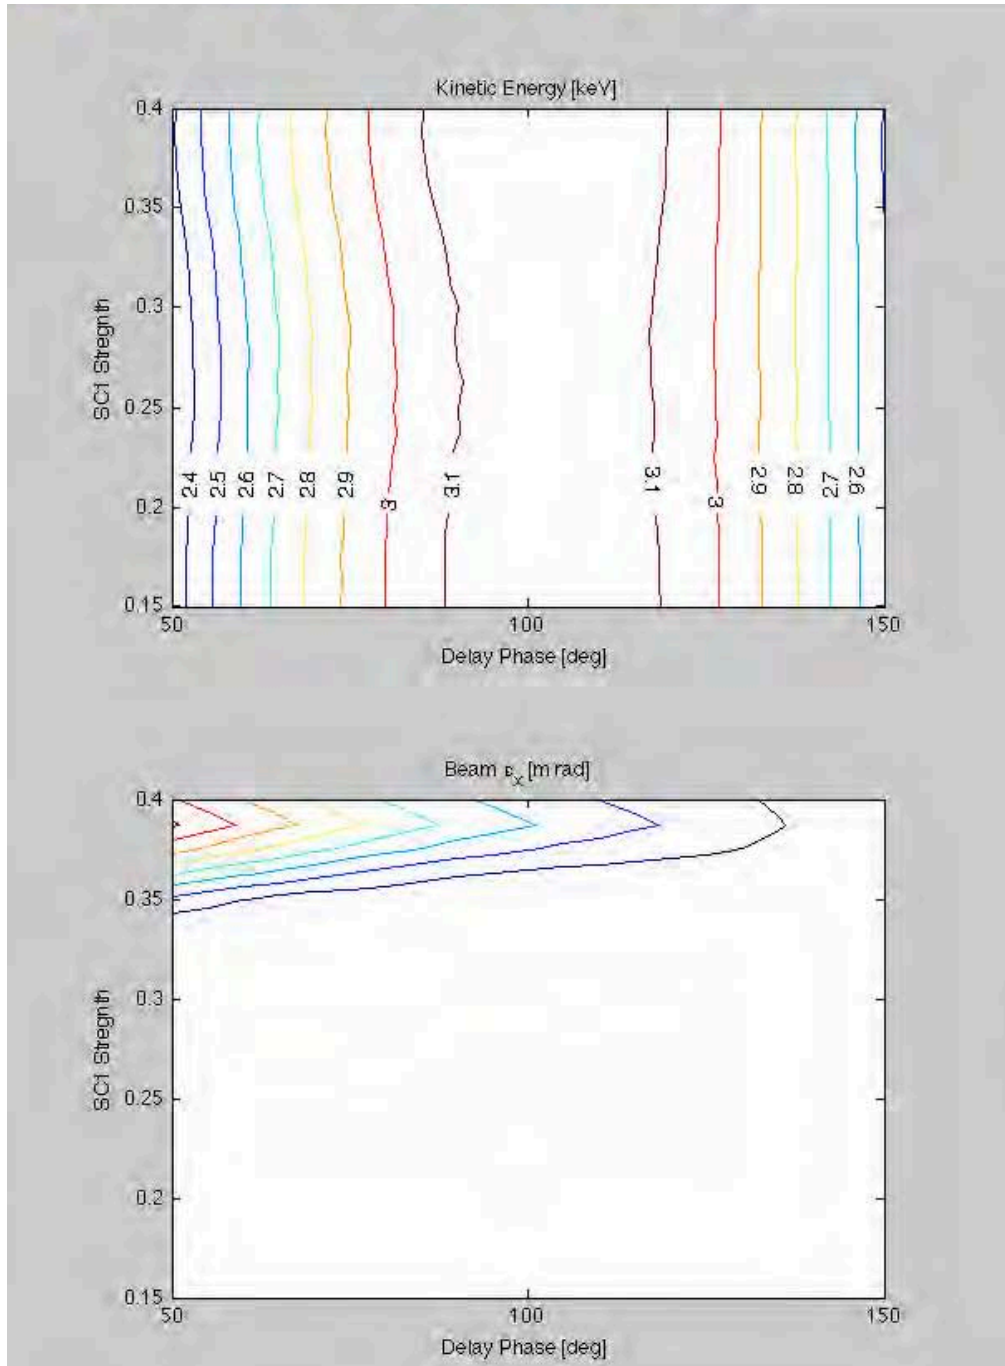 Kinetic Energy [keV]
0.4
0.35
0.3
0.25
0.2
0.15
SC1 Stregnth
2.4 2.5 2.6 2.7 2.8 2.9 3 3.1 3.1 3 2.9 2.8 2.7 2.6
50 100 150
Delay Phase [deg]
Beam εx [m rad]
0.4
0.35
0.3
0.25
0.2
0.15
SC1 Stregnth
50 100 150
Delay Phase [deg]